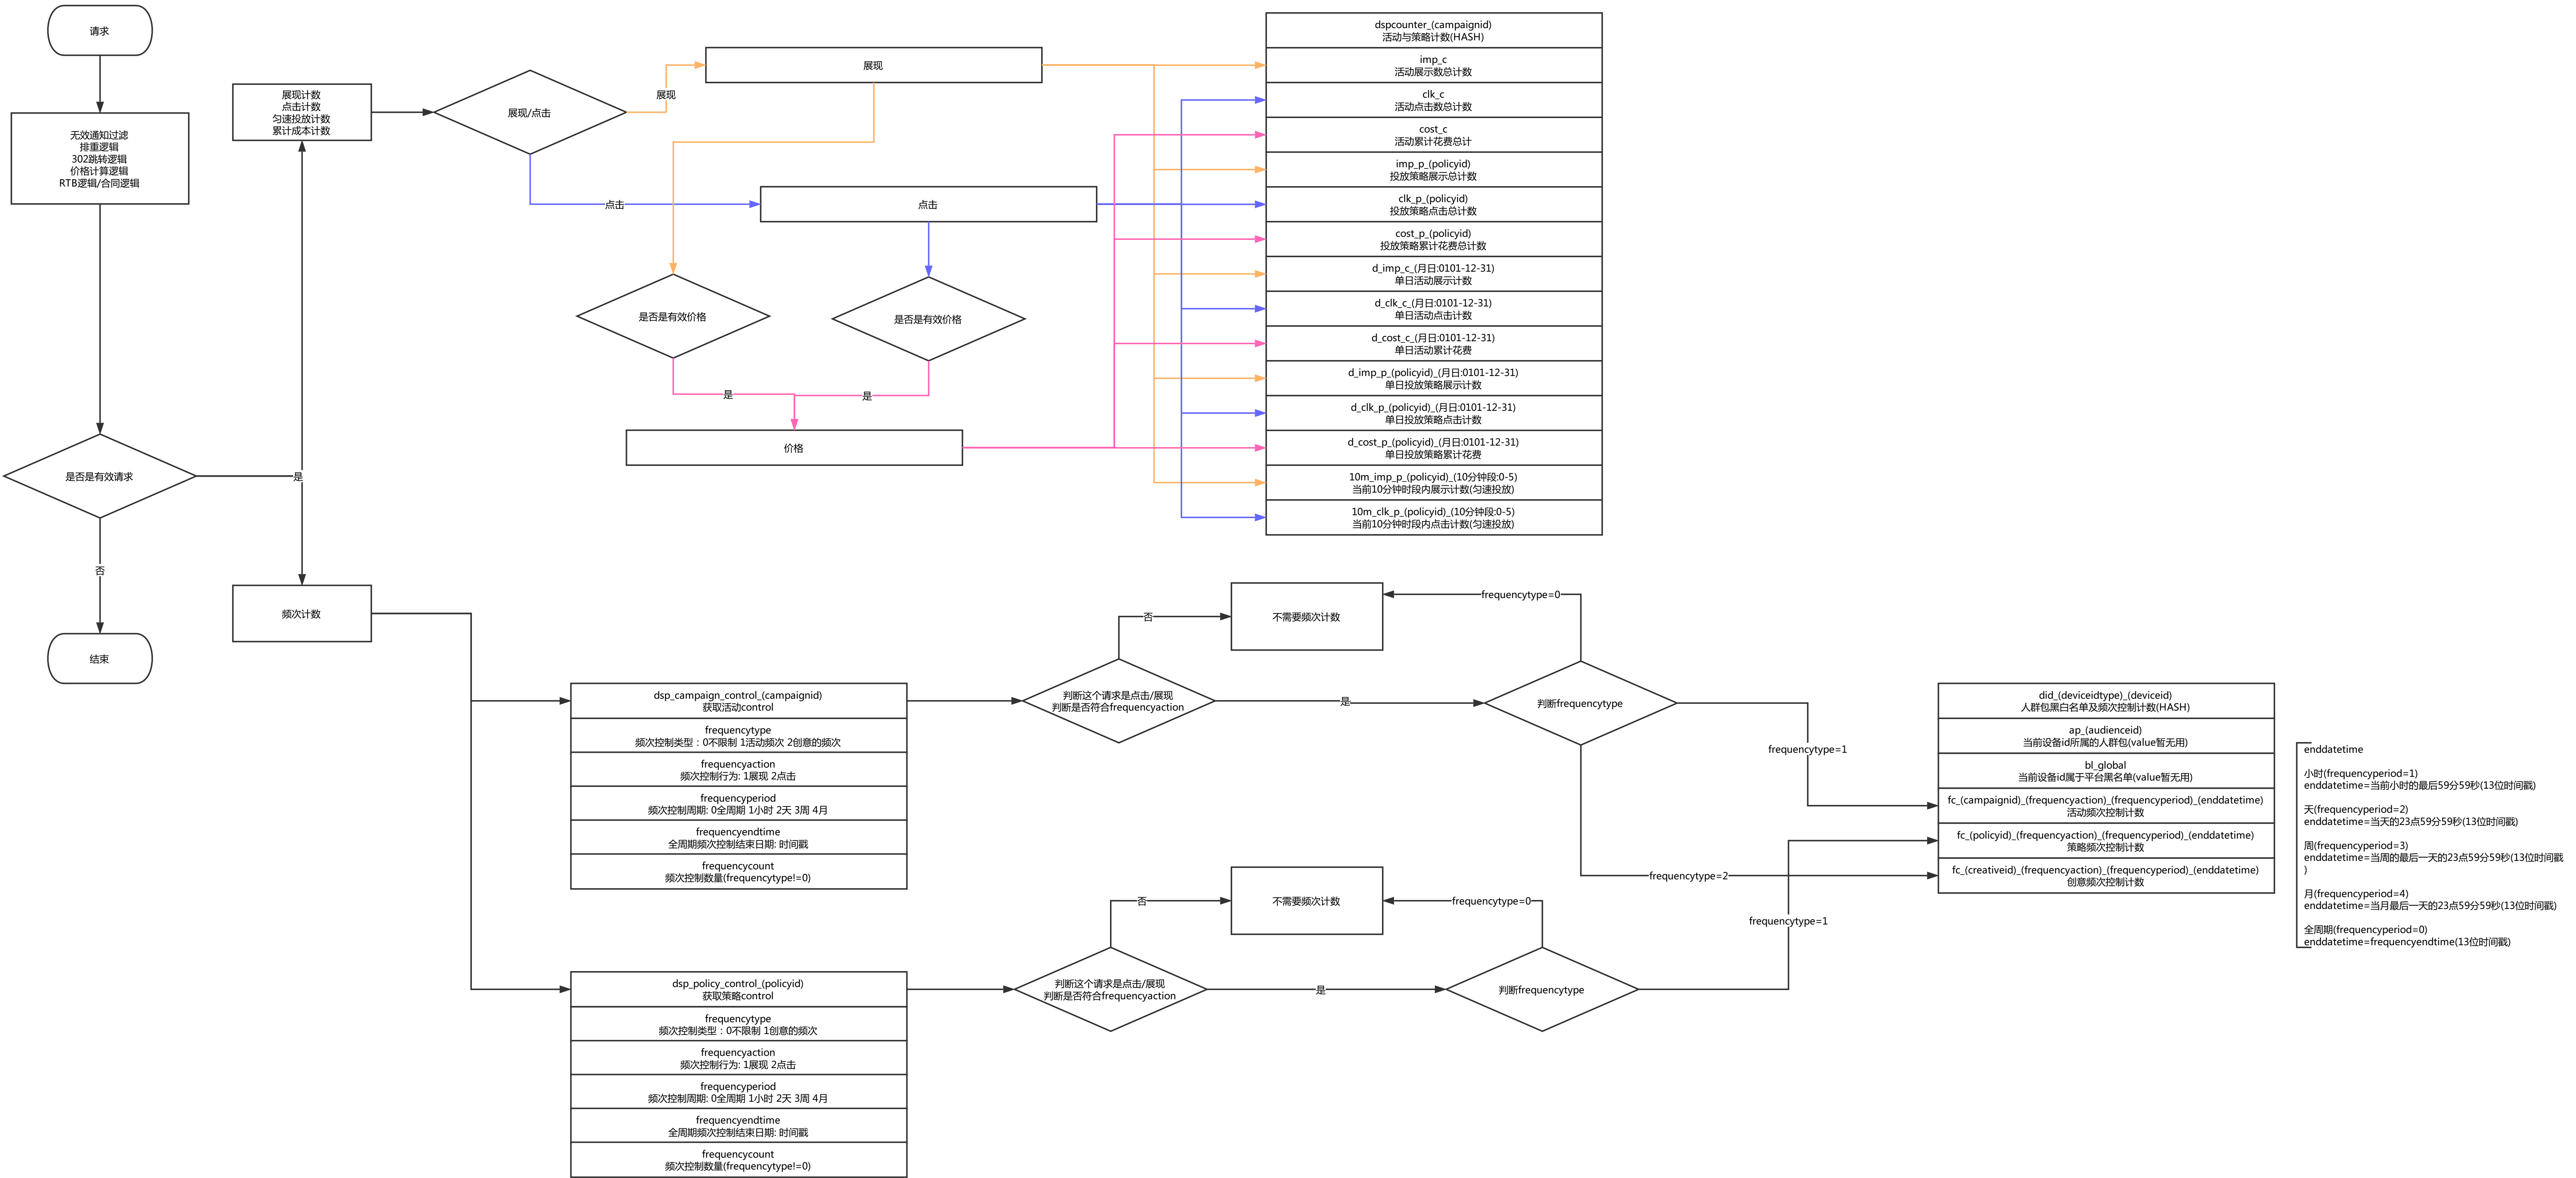 请求
无效通知过滤
排重逻辑
302跳转逻辑
价格计算逻辑
RTB逻辑/合同逻辑
是否是有效请求
是
否
结束
展现计数
点击计数
匀速投放计数
累计成本计数
展现/点击
展现
展现
点击
点击
是否是有效价格
是否是有效价格
是
是
价格
dspcounter_(campaignid)
活动与策略计数(HASH)
imp_c
活动展示数总计数
clk_c
活动点击数总计数
cost_c
活动累计花费总计
imp_p_(policyid)
投放策略展示总计数
clk_p_(policyid)
投放策略点击总计数
cost_p_(policyid)
投放策略累计花费总计数
d_imp_c_(月日:0101-12-31)
单日活动展示计数
d_clk_c_(月日:0101-12-31)
单日活动点击计数
d_cost_c_(月日:0101-12-31)
单日活动累计花费
d_imp_p_(policyid)_(月日:0101-12-31)
单日投放策略展示计数
d_clk_p_(policyid)_(月日:0101-12-31)
单日投放策略点击计数
d_cost_p_(policyid)_(月日:0101-12-31)
单日投放策略累计花费
10m_imp_p_(policyid)_(10分钟段:0-5)
当前10分钟时段内展示计数(匀速投放)
10m_clk_p_(policyid)_(10分钟段:0-5)
当前10分钟时段内点击计数(匀速投放)
频次计数
dsp_campaign_control_(campaignid)
获取活动control
frequencytype
频次控制类型：0不限制 1活动频次 2创意的频次
frequencyaction
频次控制行为: 1展现 2点击
frequencyperiod
频次控制周期: 0全周期 1小时 2天 3周 4月
frequencyendtime
全周期频次控制结束日期: 时间戳
frequencycount
频次控制数量(frequencytype!=0)
判断这个请求是点击/展现
判断是否符合frequencyaction
否
不需要频次计数
是
frequencytype=0
判断frequencytype
frequencytype=1
frequencytype=2
did_(deviceidtype)_(deviceid)
人群包黑白名单及频次控制计数(HASH)
ap_(audienceid)
当前设备id所属的人群包(value暂无用)
bl_global
当前设备id属于平台黑名单(value暂无用)
fc_(campaignid)_(frequencyaction)_(frequencyperiod)_(enddatetime)
活动频次控制计数
fc_(policyid)_(frequencyaction)_(frequencyperiod)_(enddatetime)
策略频次控制计数
fc_(creativeid)_(frequencyaction)_(frequencyperiod)_(enddatetime)
创意频次控制计数
enddatetime
小时(frequencyperiod=1)
enddatetime=当前小时的最后59分59秒(13位时间戳)
天(frequencyperiod=2)
enddatetime=当天的23点59分59秒(13位时间戳)
周(frequencyperiod=3)
enddatetime=当周的最后一天的23点59分59秒(13位时间戳
)
月(frequencyperiod=4)
enddatetime=当月最后一天的23点59分59秒(13位时间戳)
全周期(frequencyperiod=0)
enddatetime=frequencyendtime(13位时间戳)
dsp_policy_control_(policyid)
获取策略control
frequencytype
频次控制类型：0不限制 1创意的频次
frequencyaction
频次控制行为: 1展现 2点击
frequencyperiod
频次控制周期: 0全周期 1小时 2天 3周 4月
frequencyendtime
全周期频次控制结束日期: 时间戳
frequencycount
频次控制数量(frequencytype!=0)
判断这个请求是点击/展现
判断是否符合frequencyaction
否
不需要频次计数
是
frequencytype=0
判断frequencytype
frequencytype=1